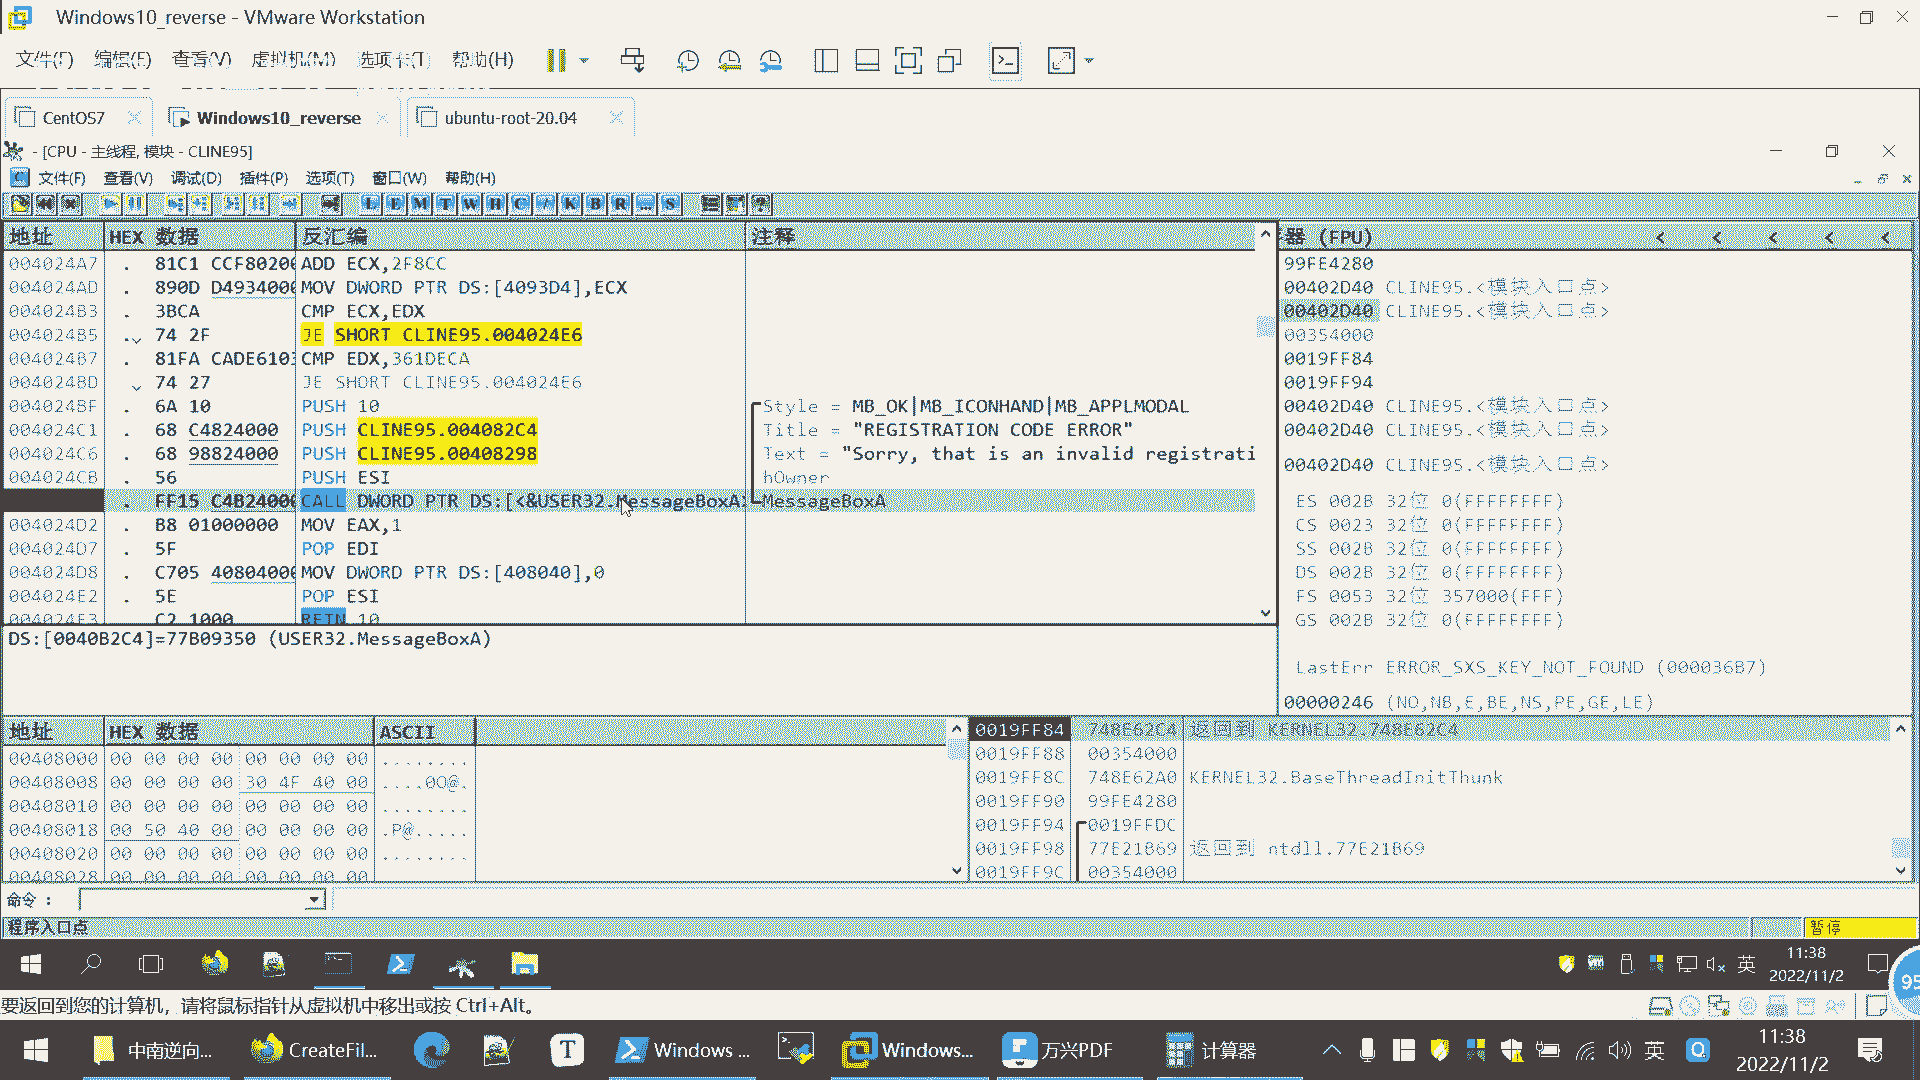 Windows10_reverse - VMware Workstation
文件(F) 编辑(E) 查看(V) 虚拟机(M) 选项卡(T) 帮助(H)
CentOS7 Windows10_reverse ubuntu-root-20.04
- [CPU - 主线程, 模块 - CLINE95]
C 文件(F) 查看(V) 调试(D) 插件(P) 选项(T) 窗口(W) 帮助(H)
L E M T W H C / K B R ... S
地址 HEX 数据 反汇编 注释 器 (FPU) < < < < <
004024A7 . 81C1 CCF80200 ADD ECX,2F8CC
004024AD . 890D D4934000 MOV DWORD PTR DS:[4093D4],ECX
004024B3 . 3BCA CMP ECX,EDX
004024B5 . 74 2F JE SHORT CLINE95.004024E6
004024B7 . 81FA CADE6103 CMP EDX,361DECA
004024BD 74 27 JE SHORT CLINE95.004024E6
004024BF . 6A 10 PUSH 10 Style = MB_OK|MB_ICONHAND|MB_APPLMODAL
004024C1 . 68 C4824000 PUSH CLINE95.004082C4 Title = "REGISTRATION CODE ERROR"
004024C6 . 68 98824000 PUSH CLINE95.00408298 Text = "Sorry, that is an invalid registrati
004024CB . 56 PUSH ESI hOwner
. FF15 C4B24000 CALL DWORD PTR DS:[<&USER32.MessageBoxA> MessageBoxA
004024D2 . B8 01000000 MOV EAX,1
004024D7 . 5F POP EDI
004024D8 . C705 40804000 MOV DWORD PTR DS:[408040],0
004024E2 . 5E POP ESI
004024E3 . C2 1000 RETN 10
99FE4280
00402D40 CLINE95.<模块入口点>
00402D40 CLINE95.<模块入口点>
00354000
0019FF84
0019FF94
00402D40 CLINE95.<模块入口点>
00402D40 CLINE95.<模块入口点>
00402D40 CLINE95.<模块入口点>
ES 002B 32位 0(FFFFFFFF)
CS 0023 32位 0(FFFFFFFF)
SS 002B 32位 0(FFFFFFFF)
DS 002B 32位 0(FFFFFFFF)
FS 0053 32位 357000(FFF)
GS 002B 32位 0(FFFFFFFF)
LastErr ERROR_SXS_KEY_NOT_FOUND (000036B7)
00000246 (NO,NB,E,BE,NS,PE,GE,LE)
DS:[0040B2C4]=77B09350 (USER32.MessageBoxA)
地址 HEX 数据 ASCII
00408000 00 00 00 00 00 00 00 00 ........
00408008 00 00 00 00 30 4F 40 00 ....0O@.
00408010 00 00 00 00 00 00 00 00 ........
00408018 00 50 40 00 00 00 00 00 .P@.....
00408020 00 00 00 00 00 00 00 00 ........
00408028 00 00 00 00 00 00 00 00 ........
0019FF84 748E62C4 返回到 KERNEL32.748E62C4
0019FF88 00354000
0019FF8C 748E62A0 KERNEL32.BaseThreadInitThunk
0019FF90 99FE4280
0019FF94 0019FFDC
0019FF98 77E21B69 返回到 ntdll.77E21B69
0019FF9C 00354000
命令 :
程序入口点 暂停
英 11:38
2022/11/2
95
要返回到您的计算机，请将鼠标指针从虚拟机中移出或按 Ctrl+Alt。
中南逆向... CreateFil... T Windows ... Windows... 万兴PDF 计算器 英 11:38
2022/11/2